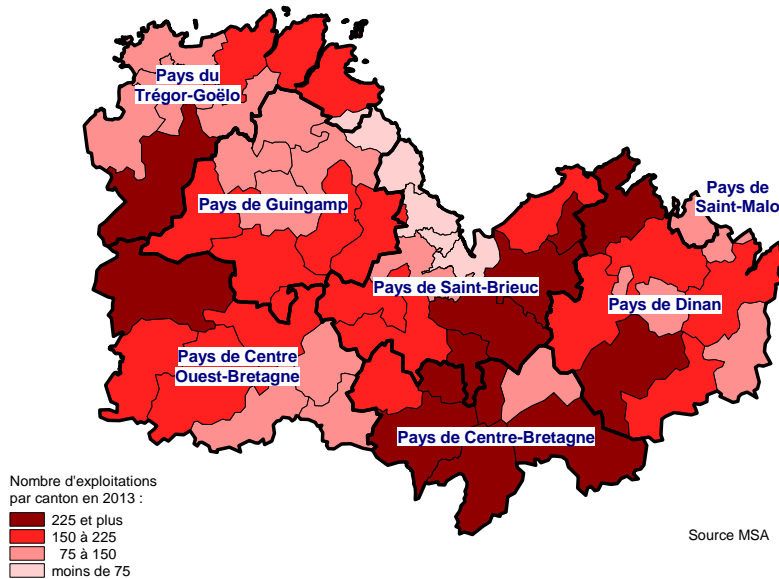 Pays du
Trégor-Goëlo
Pays de
Saint-Malo
Pays de Guingamp
Pays de Saint-Brieuc
Pays de Dinan
Pays de Centre
Ouest-Bretagne
Pays de Centre-Bretagne
Nombre d'exploitations
par canton en 2013 :
225 et plus
150 à 225
75 à 150
moins de 75
Source MSA